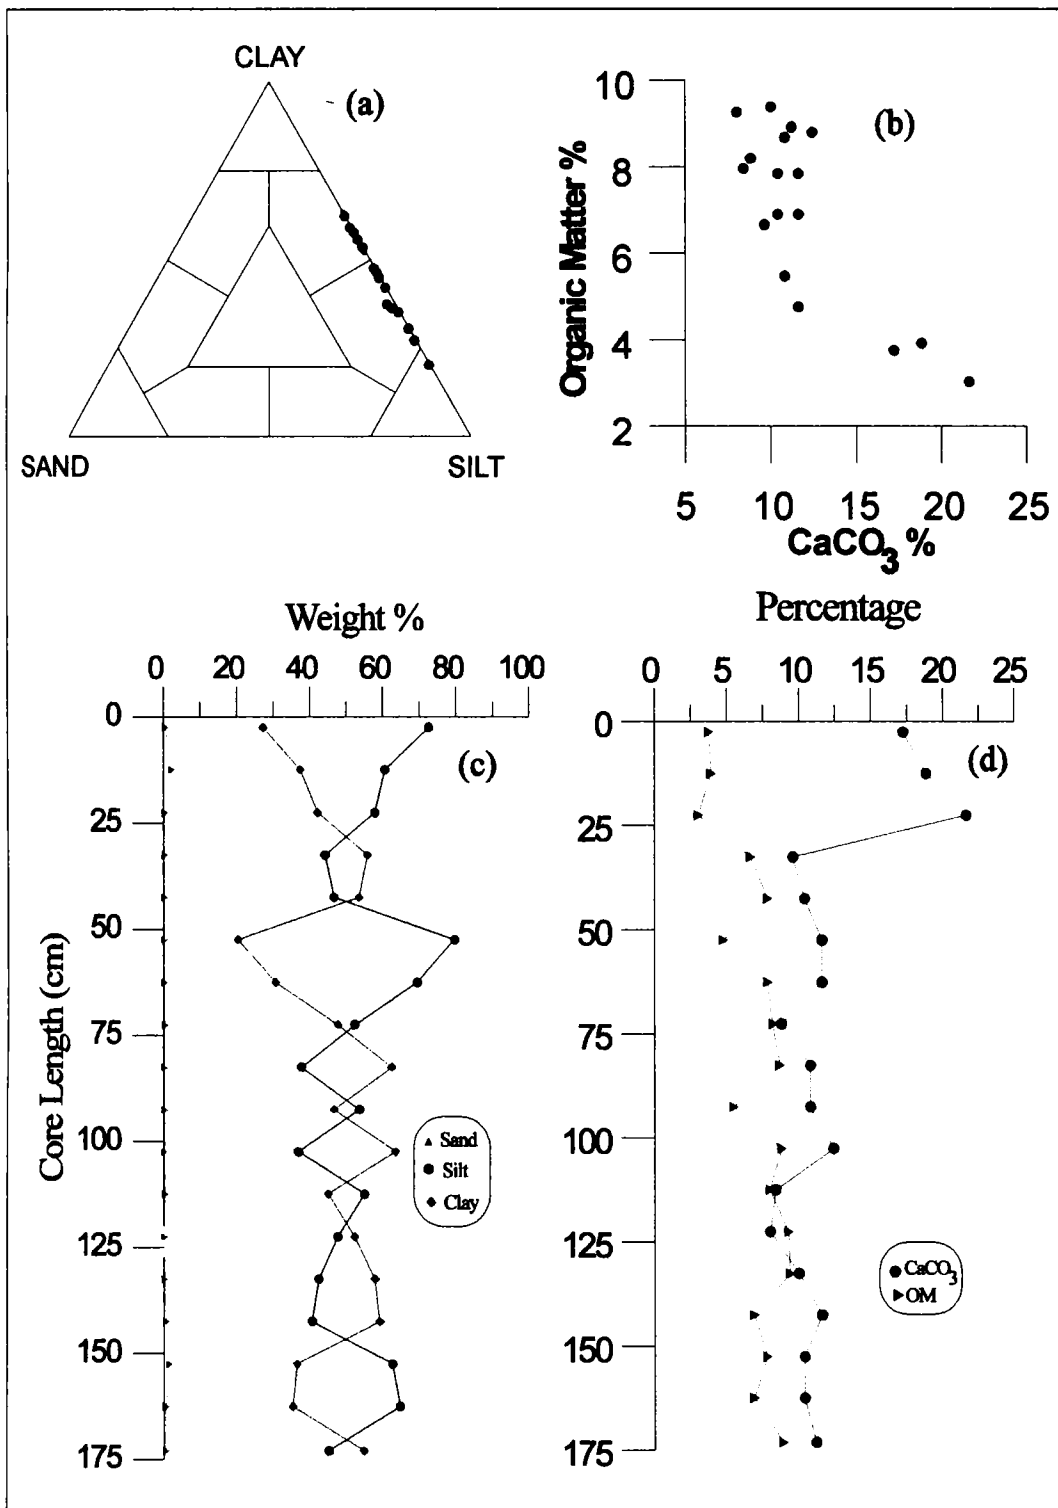 CLAY
(a)
SAND
SILT
10
8
6
4
2
Organic Matter %
(b)
5 10 15 20 25
CaCO3 %
Weight %
0 20 40 60 80 100
0
25
50
75
100
125
150
175
Core Length (cm)
(c)
Sand
Silt
Clay
Percentage
0 5 10 15 20 25
0
25
50
75
100
125
150
175
(d)
CaCO3
OM